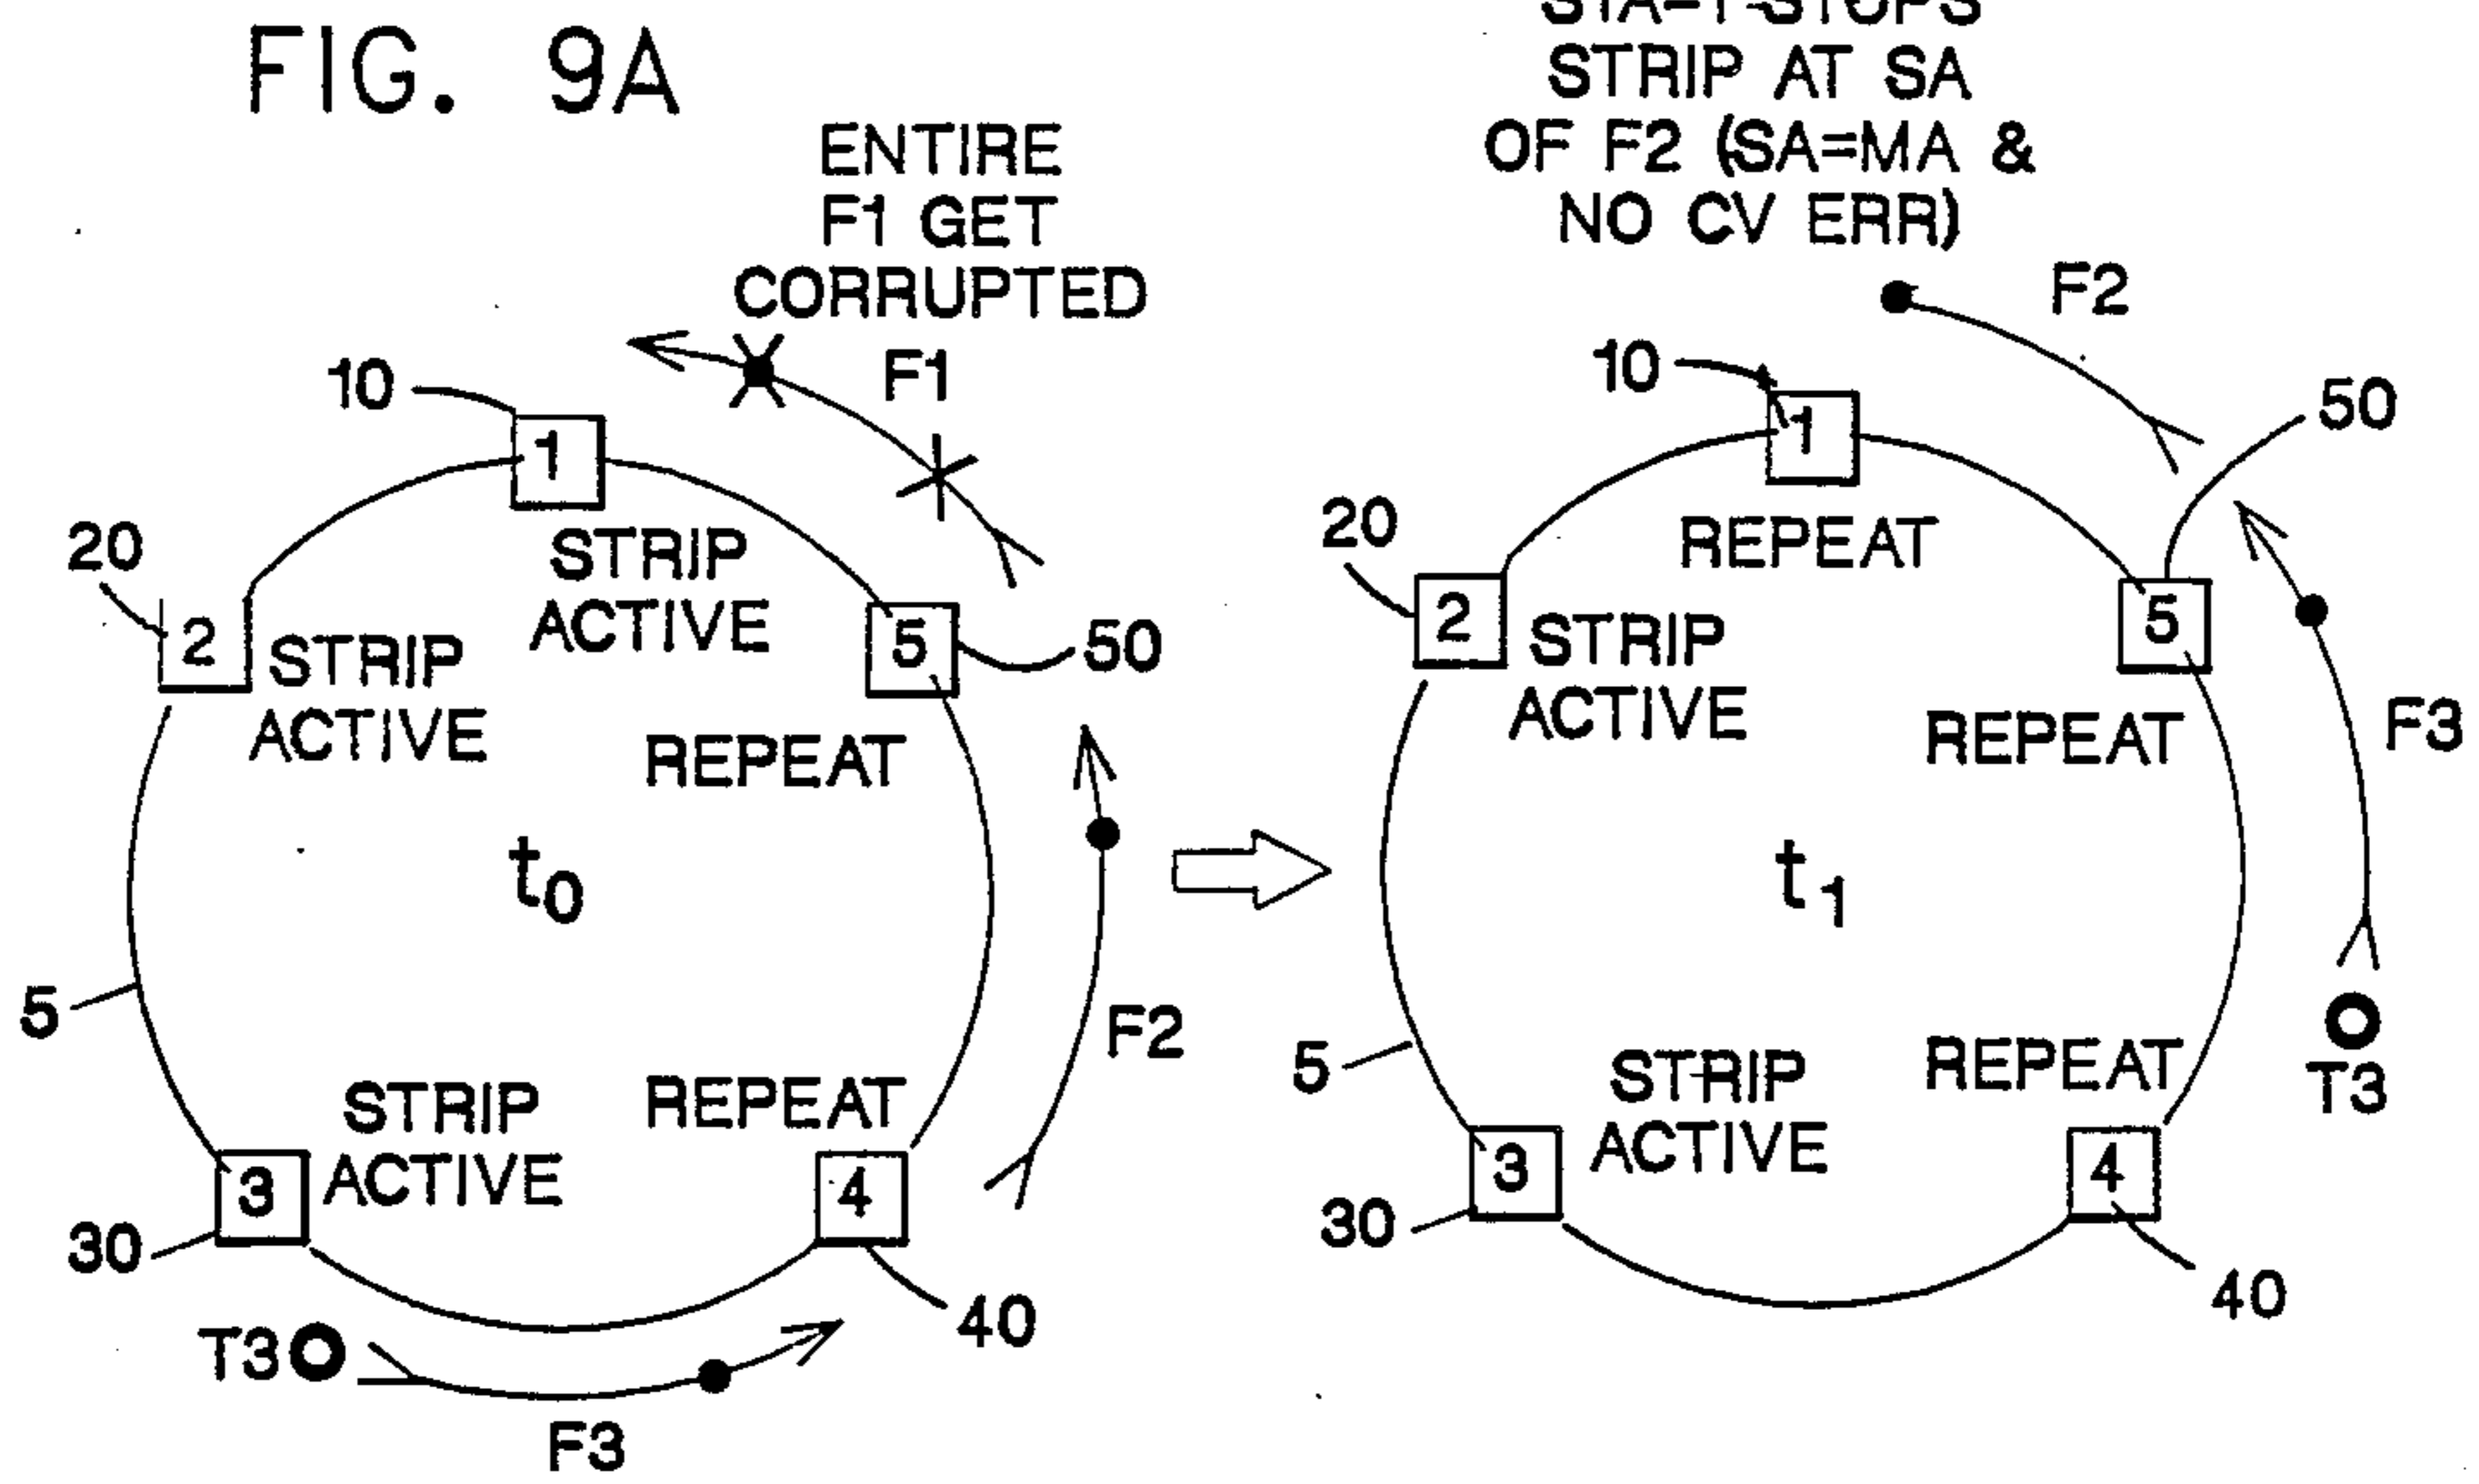 FIG. 9A
ENTIRE
F1 GET
CORRUPTED
F1
10
1
20
2
STRIP
ACTIVE
STRIP
ACTIVE
5
50
REPEAT
t0
5
F2
STRIP
ACTIVE
REPEAT
3
4
30
40
T3
F3
STRIP AT SA
OF F2 (SA=MA &
NO CV ERR)
F2
10
1
50
20
2
REPEAT
STRIP
ACTIVE
5
REPEAT
F3
t1
5
STRIP
ACTIVE
REPEAT
T3
3
4
30
40